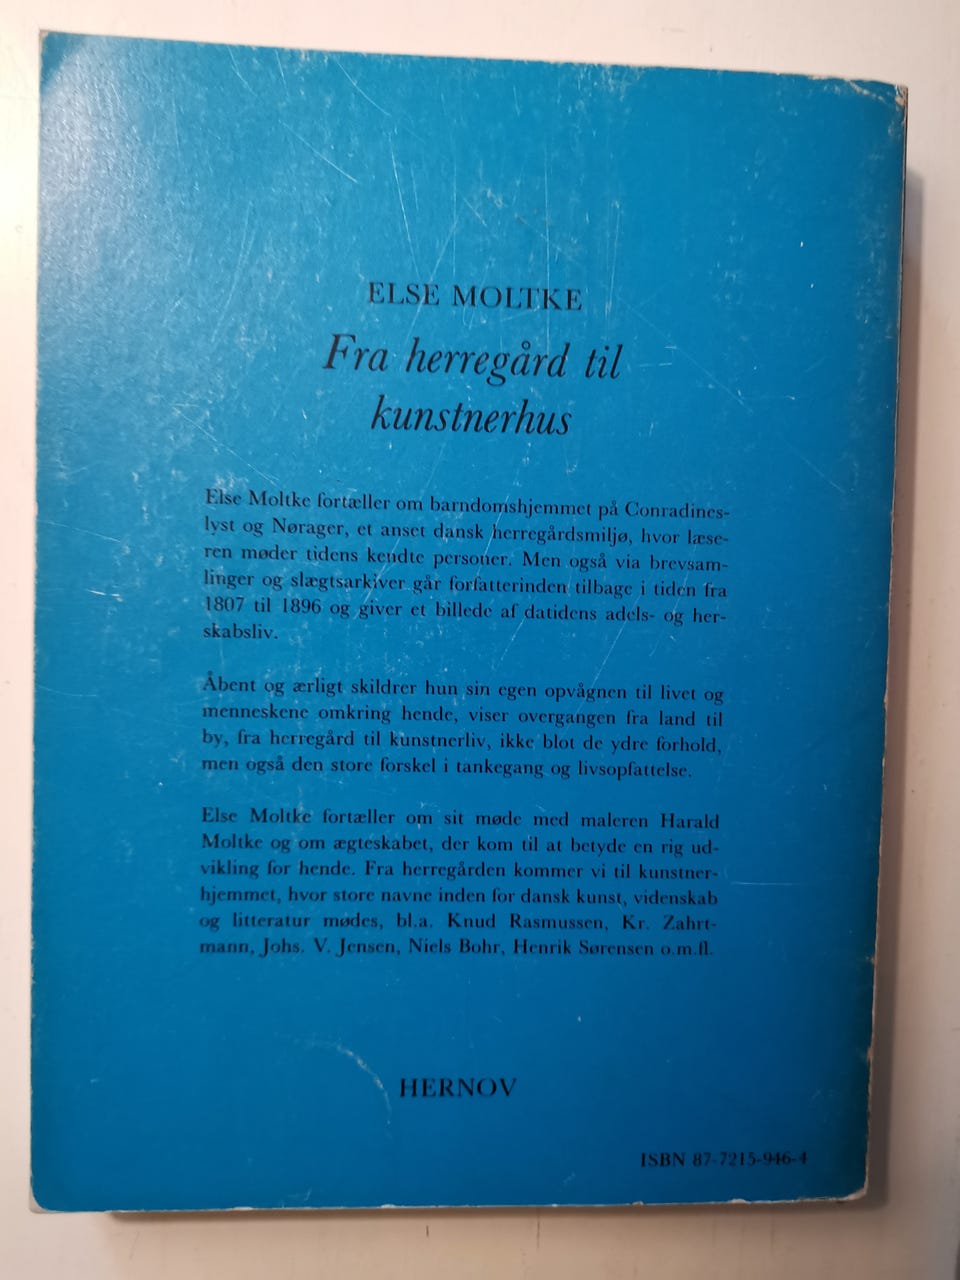 ELSE MOLTKE
Fra herregård til
kunstnerhus
Else Moltke fortæller om barndomshjemmet på Conradines-
lyst og Nørager, et anset dansk herregårdsmiljø, hvor læse-
ren møder tidens kendte personer. Men også via brevsam-
linger og slægtsarkiver går forfatterinden tilbage i tiden fra
1807 til 1896 og giver et billede af datidens adels- og her-
skabsliv.
Åbent og ærligt skildrer hun sin egen opvågnen til livet og
menneskene omkring hende, viser overgangen fra land til
by, fra herregård til kunstnerliv, ikke blot de ydre forhold,
men også den store forskel i tankegang og livsopfattelse.
Else Moltke fortæller om sit møde med maleren Harald
Moltke og om ægteskabet, der kom til at betyde en rig ud-
vikling for hende. Fra herregården kommer vi til kunstner-
hjemmet, hvor store navne inden for dansk kunst, videnskab
og litteratur mødes, bl.a. Knud Rasmussen, Kr. Zahrt-
mann, Johs. V. Jensen, Niels Bohr, Henrik Sørensen o.m.fl.
HERNOV
ISBN 87-7215-946-4